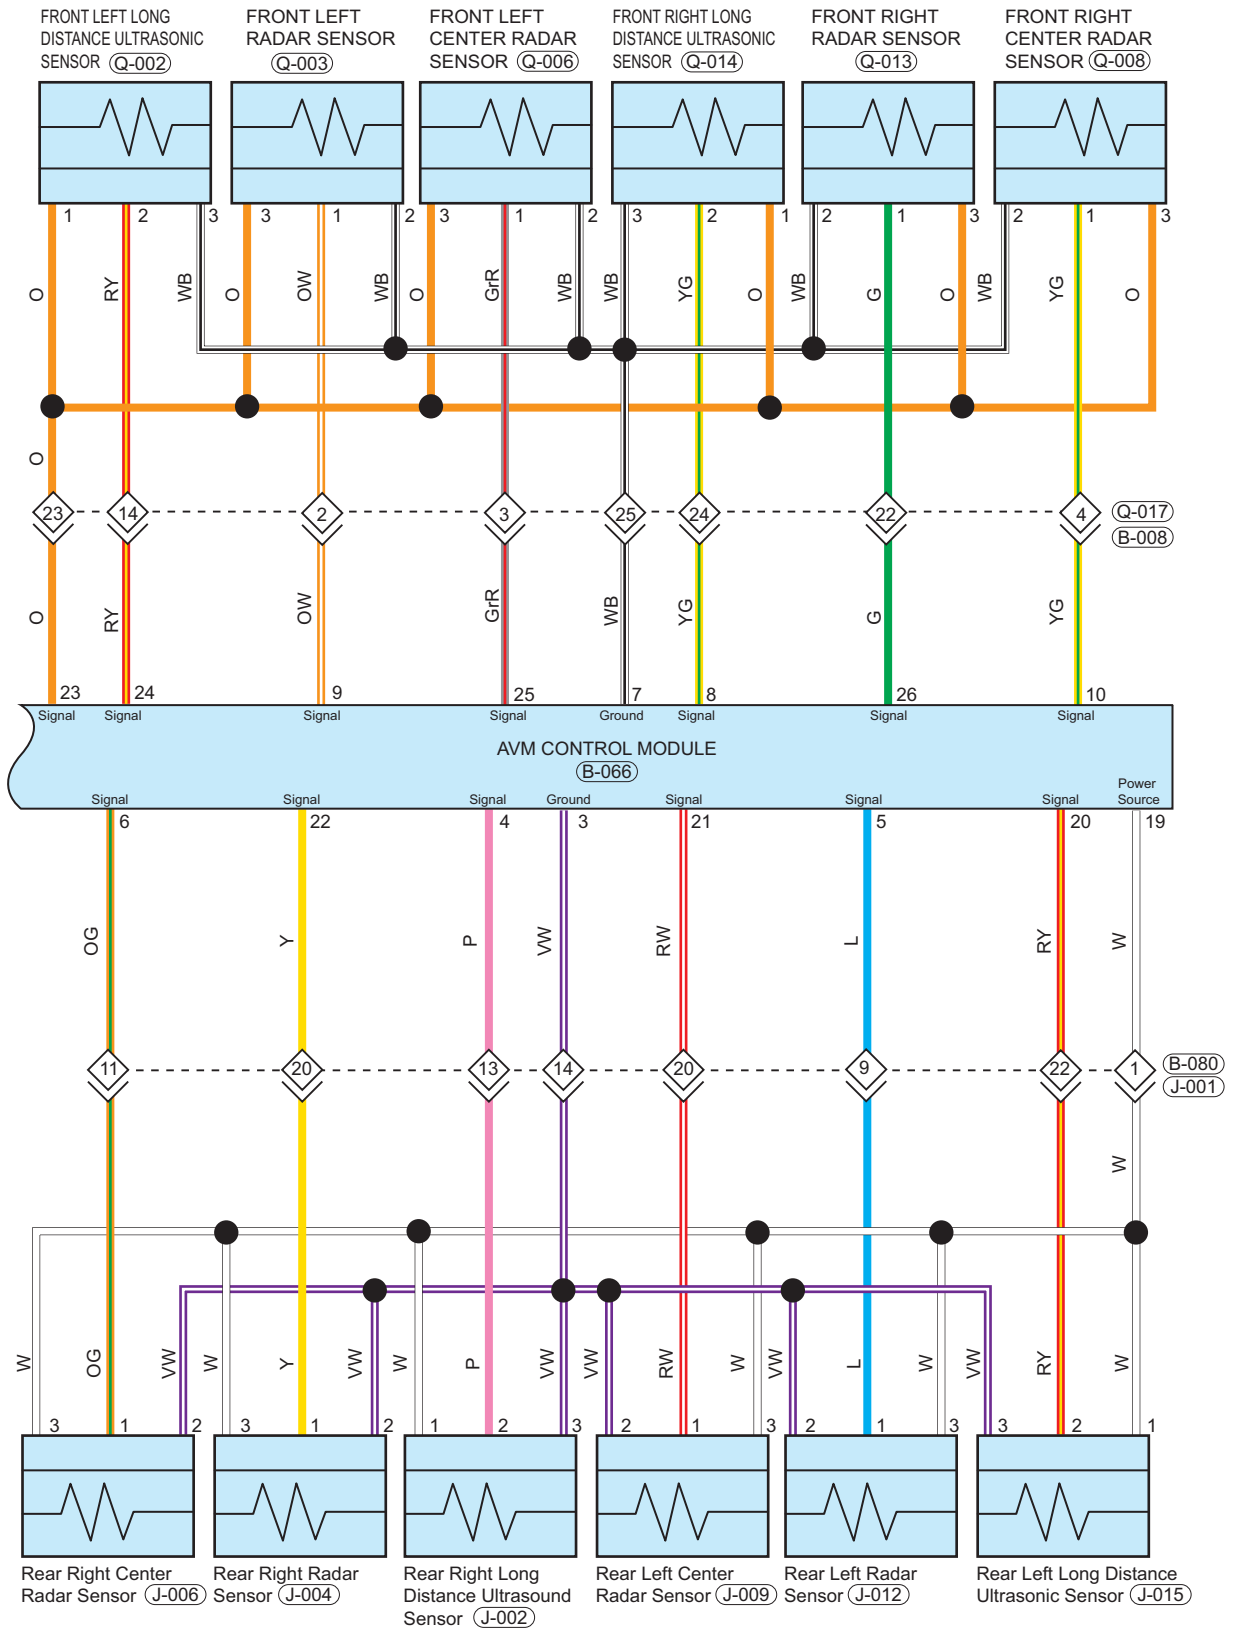 FRONT LEFT LONG
DISTANCE ULTRASONIC
SENSOR Q-002
FRONT LEFT
RADAR SENSOR
Q-003
FRONT LEFT
CENTER RADAR
SENSOR Q-006
FRONT RIGHT LONG
DISTANCE ULTRASONIC
SENSOR Q-014
FRONT RIGHT
RADAR SENSOR
Q-013
FRONT RIGHT
CENTER RADAR
SENSOR Q-008
1 2 3 3 1 2 3 1 2 3 2 1 2 1 3 2 1 3
O RY WB O OW WB O GrR WB WB YG O WB G O WB YG O
O
23 14 2 3 25 24 22 4 Q-017
B-008
O RY OW GrR WB YG G YG
23 24 9 25 7 8 26 10
Signal Signal Signal Signal Ground Signal Signal Signal
AVM CONTROL MODULE
B-066
Power
Signal Signal Signal Ground Signal Signal Signal Source
6 22 4 3 21 5 20 19
OG Y P VW RW L RY W
11 20 13 14 20 9 22 1 B-080
J-001
W
W OG VW W Y VW W P VW VW RW W VW L W VW RY W
3 1 2 3 1 2 1 2 3 2 1 3 2 1 3 3 2 1
Rear Right Center
Radar Sensor J-006
Rear Right Radar
Sensor J-004
Rear Right Long
Distance Ultrasound
Sensor J-002
Rear Left Center
Radar Sensor J-009
Rear Left Radar
Sensor J-012
Rear Left Long Distance
Ultrasonic Sensor J-015